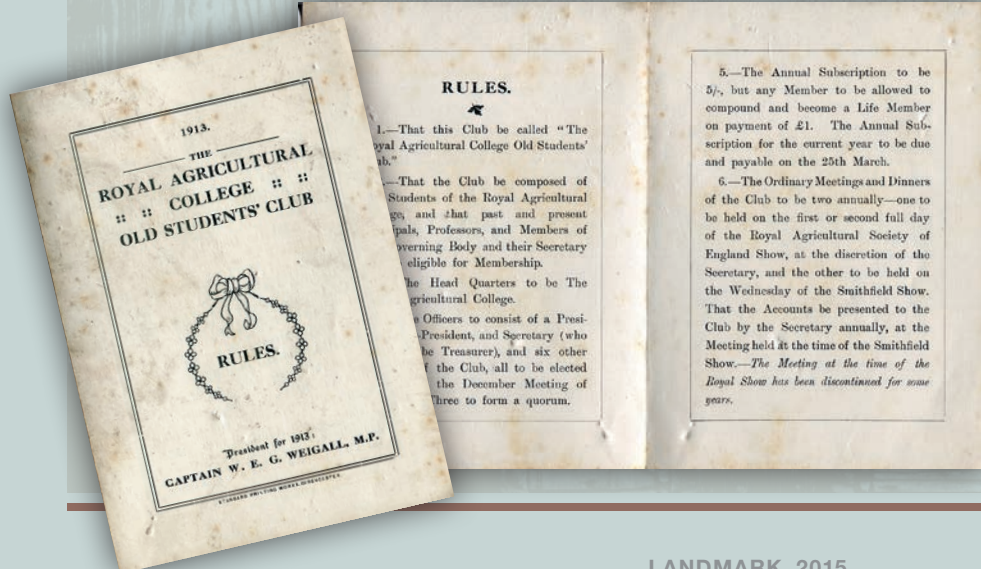 1913.
THE
ROYAL AGRICULTURAL
:: :: COLLEGE :: ::
OLD STUDENTS' CLUB
RULES.
President for 1913:
CAPTAIN W. E. G. WEIGALL, M.P.
RULES.
1.—That this Club be called "The
Agricultural College Old Students'
—That the Club be composed of
Students of the Royal Agricultural
and that past and present
Professors, and Members of
Governing Body and their Secretary
eligible for Membership.
Head Quarters to be The
Agricultural College.
Officers to consist of a Presi-
-President, and Secretary (who
be Treasurer), and six other
the Club, all to be elected
the December Meeting of
Three to form a quorum.
5.—The Annual Subscription to be
5/-, but any Member to be allowed to
compound and become a Life Member
on payment of £1. The Annual Sub-
scription for the current year to be due
and payable on the 25th March.
6.—The Ordinary Meetings and Dinners
of the Club to be two annually—one to
be held on the first or second full day
of the Royal Agricultural Society of
England Show, at the discretion of the
Secretary, and the other to be held on
the Wednesday of the Smithfield Show.
That the Accounts be presented to the
Club by the Secretary annually, at the
Meeting held at the time of the Smithfield
Show.—The Meeting at the time of the
Royal Show has been discontinued for some
years.
LANDMARK 2015